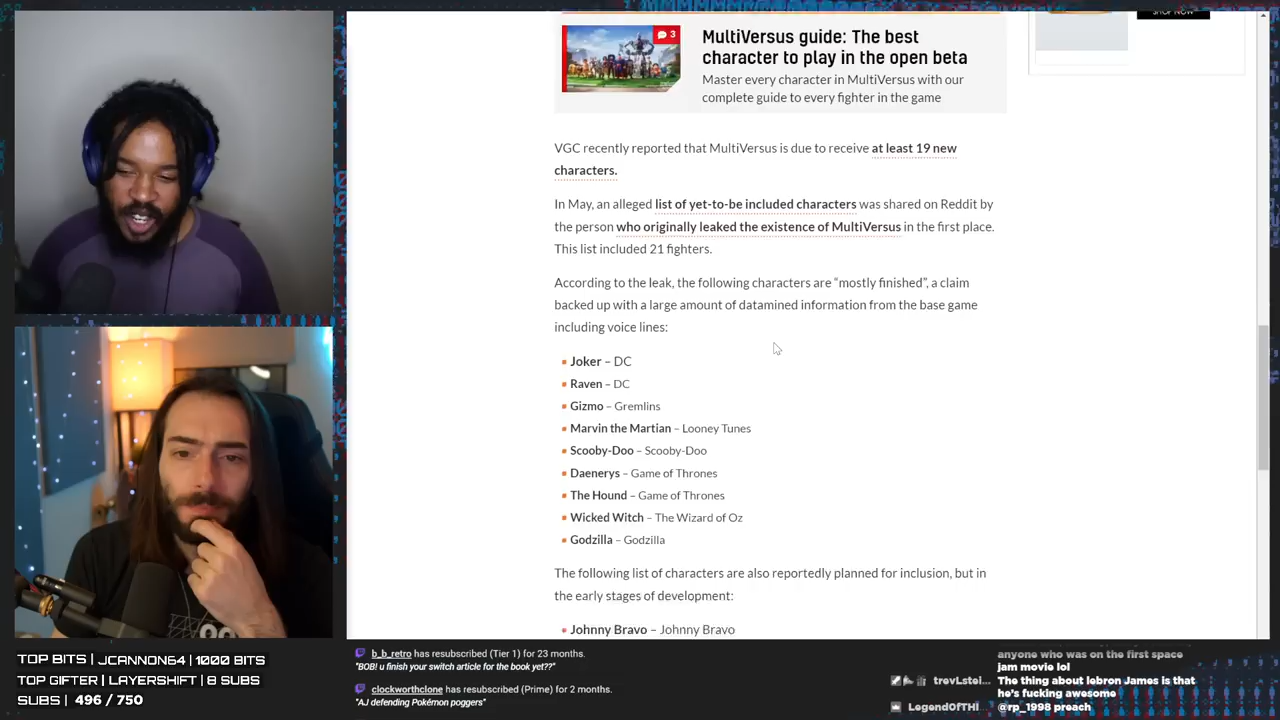 SHOP NOW
3
MultiVersus guide: The best
character to play in the open beta
Master every character in MultiVersus with our
complete guide to every fighter in the game
VGC recently reported that MultiVersus is due to receive at least 19 new
characters.
In May, an alleged list of yet-to-be included characters was shared on Reddit by
the person who originally leaked the existence of MultiVersus in the first place.
This list included 21 fighters.
According to the leak, the following characters are “mostly finished”, a claim
backed up with a large amount of datamined information from the base game
including voice lines:
Joker – DC
Raven – DC
Gizmo – Gremlins
Marvin the Martian – Looney Tunes
Scooby-Doo – Scooby-Doo
Daenerys – Game of Thrones
The Hound – Game of Thrones
Wicked Witch – The Wizard of Oz
Godzilla – Godzilla
The following list of characters are also reportedly planned for inclusion, but in
the early stages of development:
Johnny Bravo – Johnny Bravo
TOP BITS | JCANNON64 | 1000 BITS
TOP GIFTER | LAYERSHIFT | 8 SUBS
SUBS | 496 / 750
b_b_retro has resubscribed (Tier 1) for 23 months.
"BOB! u finish your switch article for the book yet??"
clockworthclone has resubscribed (Prime) for 2 months.
"AJ defending Pokémon poggers"
anyone who was on the first space
jam movie lol
trevLstei... The thing about lebron James is that
he's fucking awesome
LegendOfTHI... @rp_1998 preach